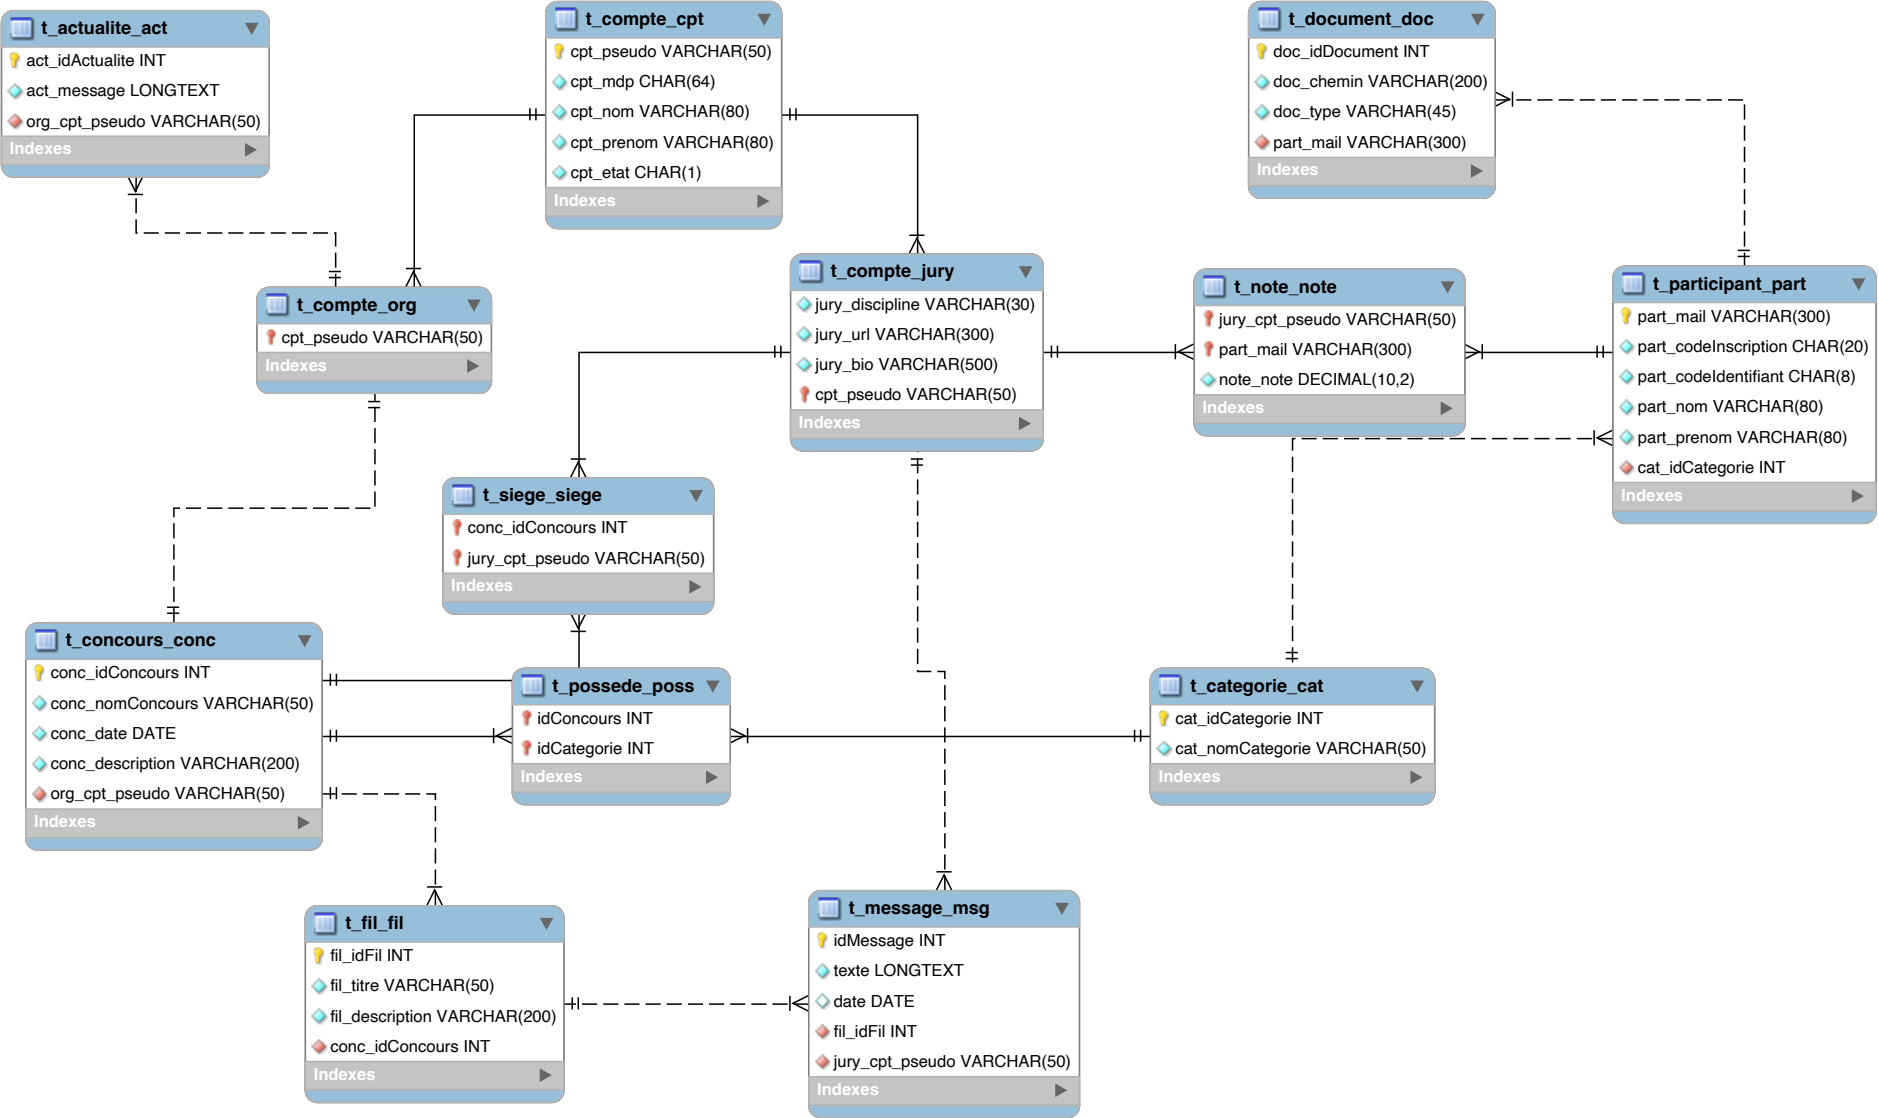 t_actualite_act
act_idActualite INT
act_message LONGTEXT
org_cpt_pseudo VARCHAR(50)
Indexes
t_compte_cpt
cpt_pseudo VARCHAR(50)
cpt_mdp CHAR(64)
cpt_nom VARCHAR(80)
cpt_prenom VARCHAR(80)
cpt_etat CHAR(1)
Indexes
t_document_doc
doc_idDocument INT
doc_chemin VARCHAR(200)
doc_type VARCHAR(45)
part_mail VARCHAR(300)
Indexes
t_compte_org
cpt_pseudo VARCHAR(50)
Indexes
t_compte_jury
jury_discipline VARCHAR(30)
jury_url VARCHAR(300)
jury_bio VARCHAR(500)
cpt_pseudo VARCHAR(50)
Indexes
t_note_note
jury_cpt_pseudo VARCHAR(50)
part_mail VARCHAR(300)
note_note DECIMAL(10,2)
Indexes
t_participant_part
part_mail VARCHAR(300)
part_codeInscription CHAR(20)
part_codeIdentifiant CHAR(8)
part_nom VARCHAR(80)
part_prenom VARCHAR(80)
cat_idCategorie INT
Indexes
t_siege_siege
conc_idConcours INT
jury_cpt_pseudo VARCHAR(50)
Indexes
t_concours_conc
conc_idConcours INT
conc_nomConcours VARCHAR(50)
conc_date DATE
conc_description VARCHAR(200)
org_cpt_pseudo VARCHAR(50)
Indexes
t_possede_poss
idConcours INT
idCategorie INT
Indexes
t_categorie_cat
cat_idCategorie INT
cat_nomCategorie VARCHAR(50)
Indexes
t_fil_fil
fil_idFil INT
fil_titre VARCHAR(50)
fil_description VARCHAR(200)
conc_idConcours INT
Indexes
t_message_msg
idMessage INT
texte LONGTEXT
date DATE
fil_idFil INT
jury_cpt_pseudo VARCHAR(50)
Indexes